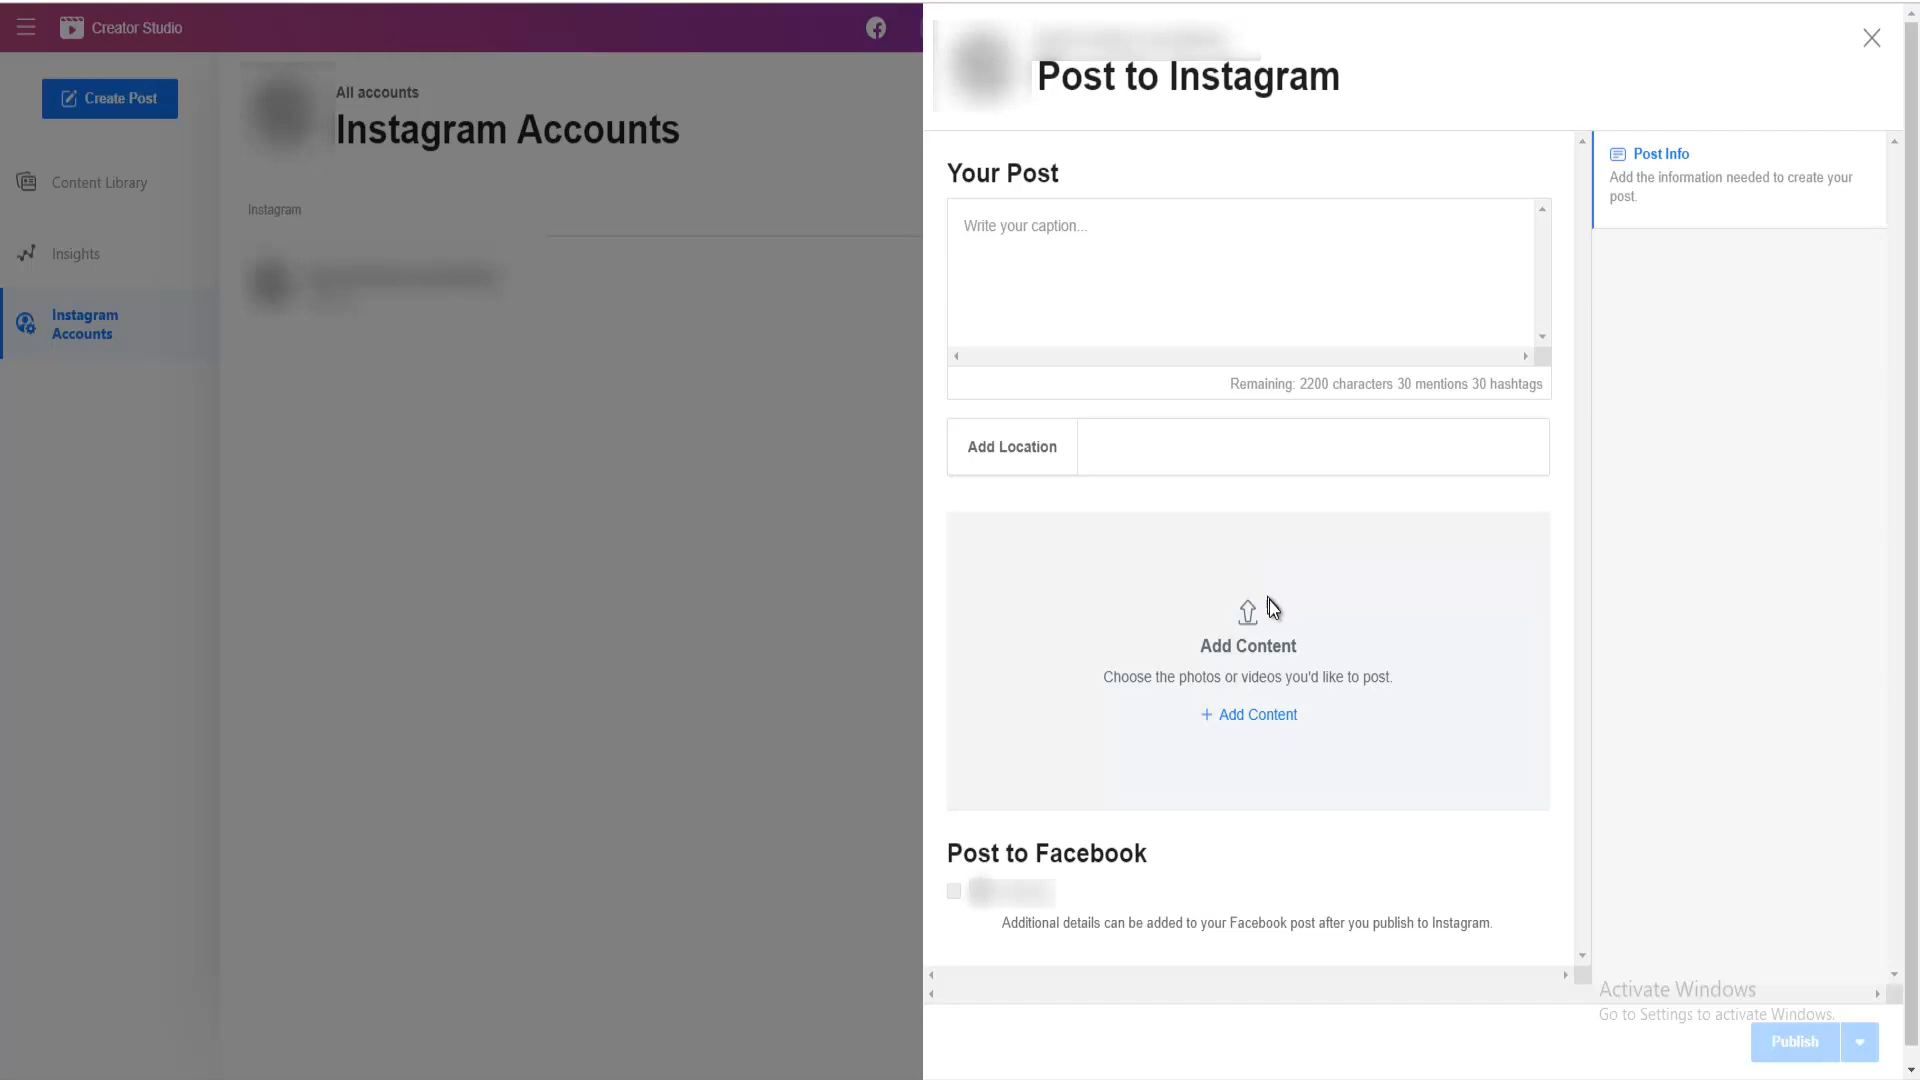 Creator Studio
Create Post
Content Library
Insights
Instagram
Accounts
All accounts
Instagram Accounts
Instagram
Post to Instagram
Your Post
Write your caption...
Remaining: 2200 characters 30 mentions 30 hashtags
Add Location
Add Content
Choose the photos or videos you'd like to post.
+ Add Content
Post to Facebook
Additional details can be added to your Facebook post after you publish to Instagram.
Post Info
Add the information needed to create your
post.
Activate Windows
Go to Settings to activate Windows.
Publish